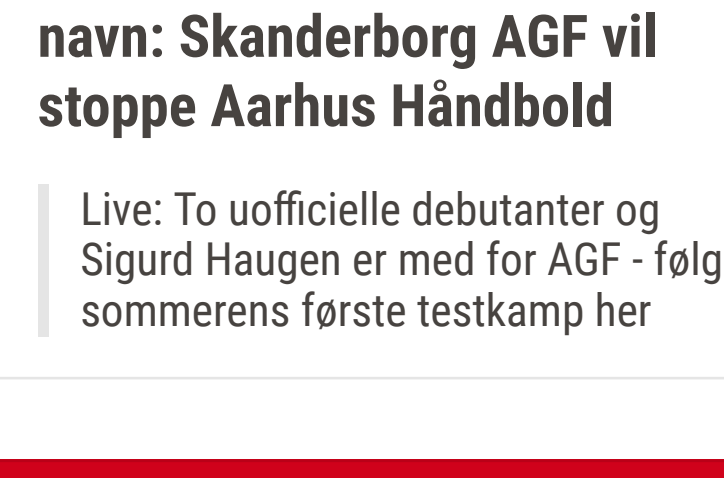 navn: Skanderborg AGF vil
stoppe Aarhus Håndbold
Live: To uofficielle debutanter og
Sigurd Haugen er med for AGF - følg
sommerens første testkamp her